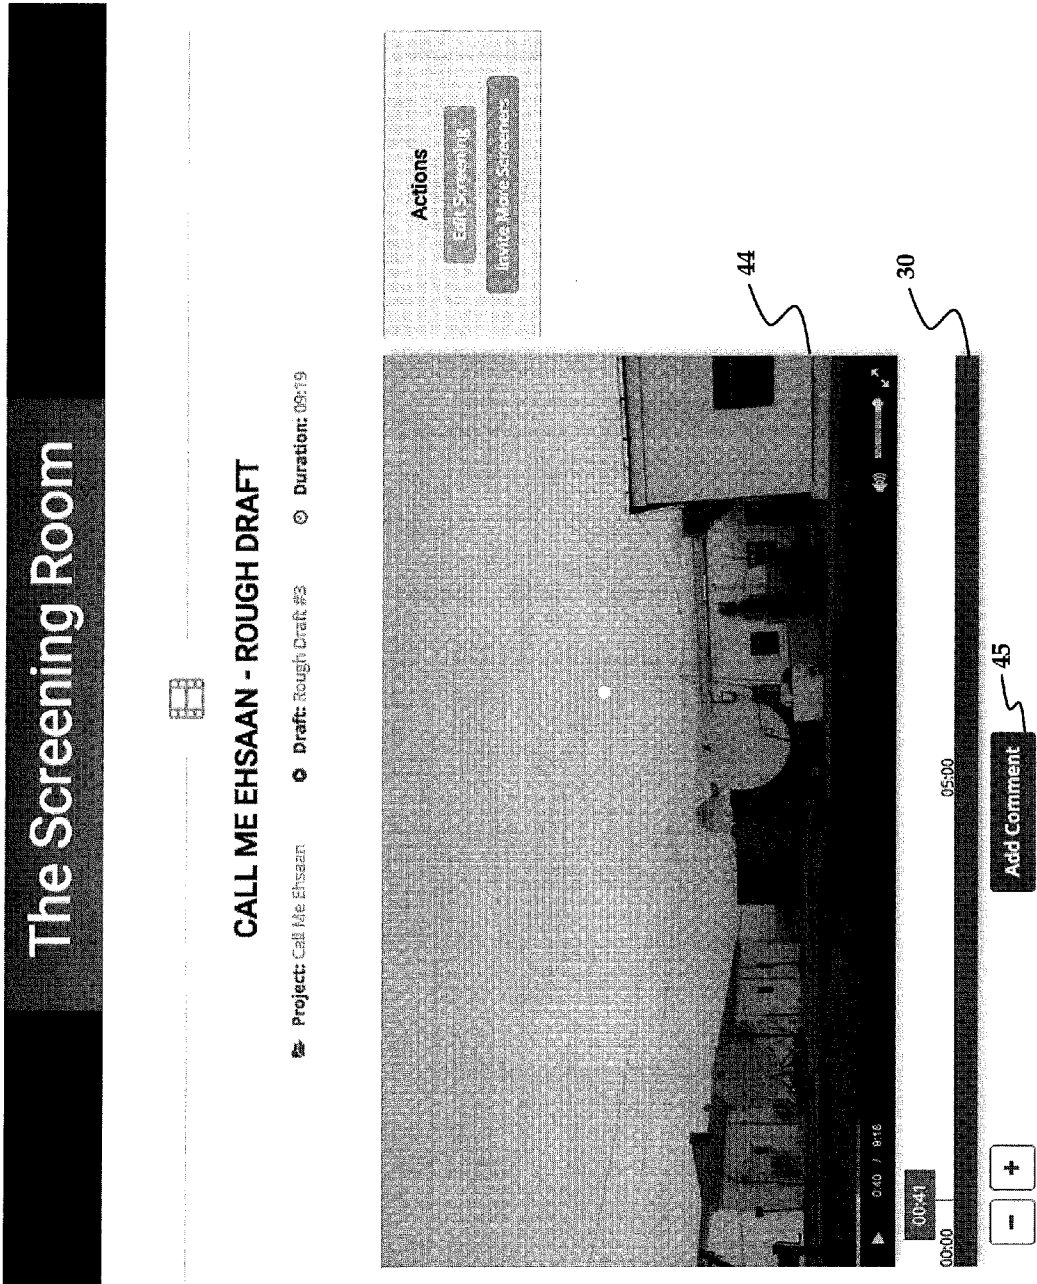 The Screening Room
CALL ME EHSAAN - ROUGH DRAFT
Project: Call Me Ehsaan Draft: Rough Draft #3 Duration: 09:19
Actions
Edit Screening
Invite More Screeners
44
0:40 / 9:18
30
00:41
00:00 05:00
- + Add Comment 45